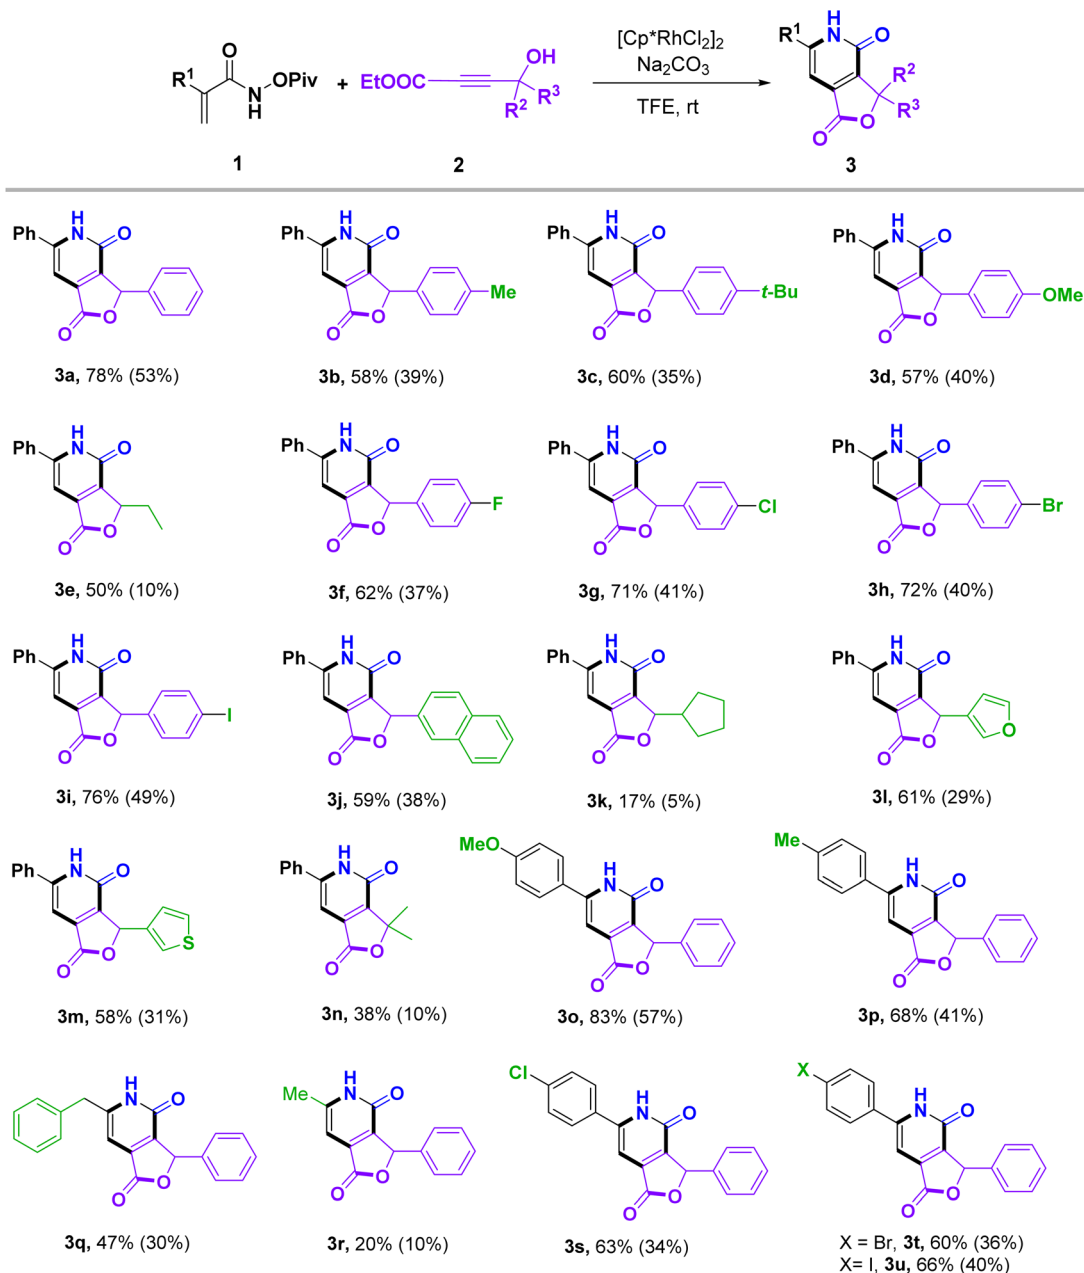 R¹ O N H OPiv
+
EtOOC OH R² R³
[Cp*RhCl₂]₂
Na₂CO₃
TFE, rt
R¹ H N O R² R³ O O
1 2 3
Ph H N O O O
Ph H N O O O Me
Ph H N O O O t-Bu
Ph H N O O O OMe
3a, 78% (53%)
3b, 58% (39%)
3c, 60% (35%)
3d, 57% (40%)
Ph H N O O O
Ph H N O O O F
Ph H N O O O Cl
Ph H N O O O Br
3e, 50% (10%)
3f, 62% (37%)
3g, 71% (41%)
3h, 72% (40%)
Ph H N O O O I
Ph H N O O O
Ph H N O O O
Ph H N O O O O
3i, 76% (49%)
3j, 59% (38%)
3k, 17% (5%)
3l, 61% (29%)
Ph H N O O O S
Ph H N O O O
MeO H N O O O
Me H N O O O
3m, 58% (31%)
3n, 38% (10%)
3o, 83% (57%)
3p, 68% (41%)
H N O O O
Me H N O O O
Cl H N O O O
X H N O O O
3q, 47% (30%)
3r, 20% (10%)
3s, 63% (34%)
X = Br, 3t, 60% (36%)
X= I, 3u, 66% (40%)